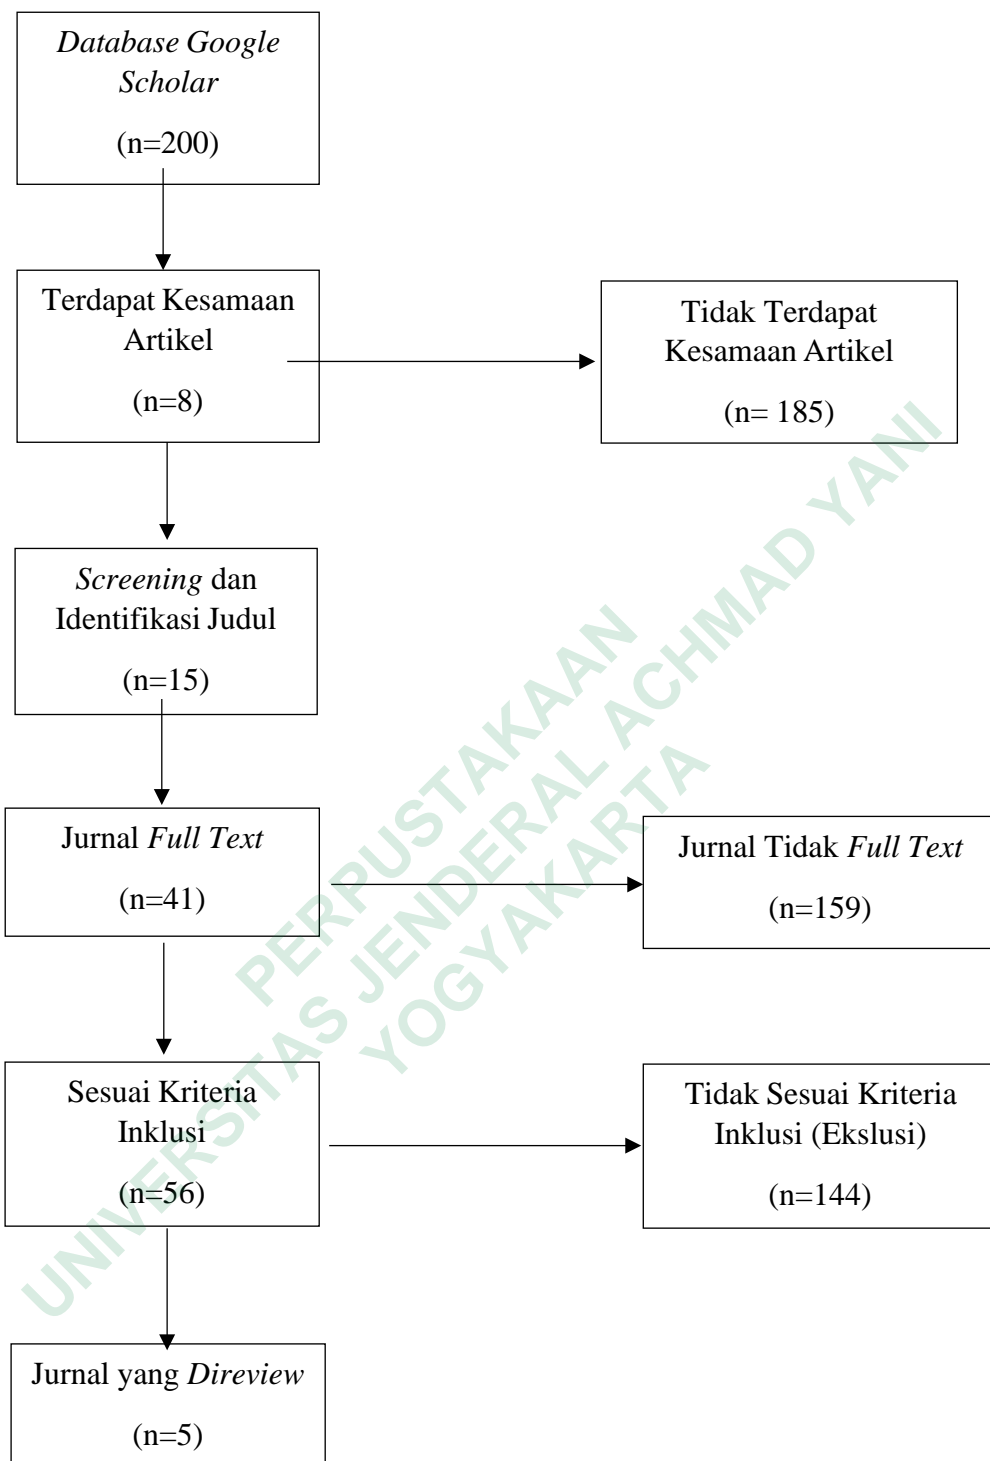 Database Google
Scholar
(n=200)
Terdapat Kesamaan
Artikel
(n=8)
Tidak Terdapat
Kesamaan Artikel
(n= 185)
Screening dan
Identifikasi Judul
(n=15)
Jurnal Full Text
(n=41)
Jurnal Tidak Full Text
(n=159)
Sesuai Kriteria
Inklusi
(n=56)
Tidak Sesuai Kriteria
Inklusi (Ekslusi)
(n=144)
Jurnal yang Direview
(n=5)
PERPUSTAKAAN
UNIVERSITAS JENDERAL ACHMAD YANI
YOGYAKARTA